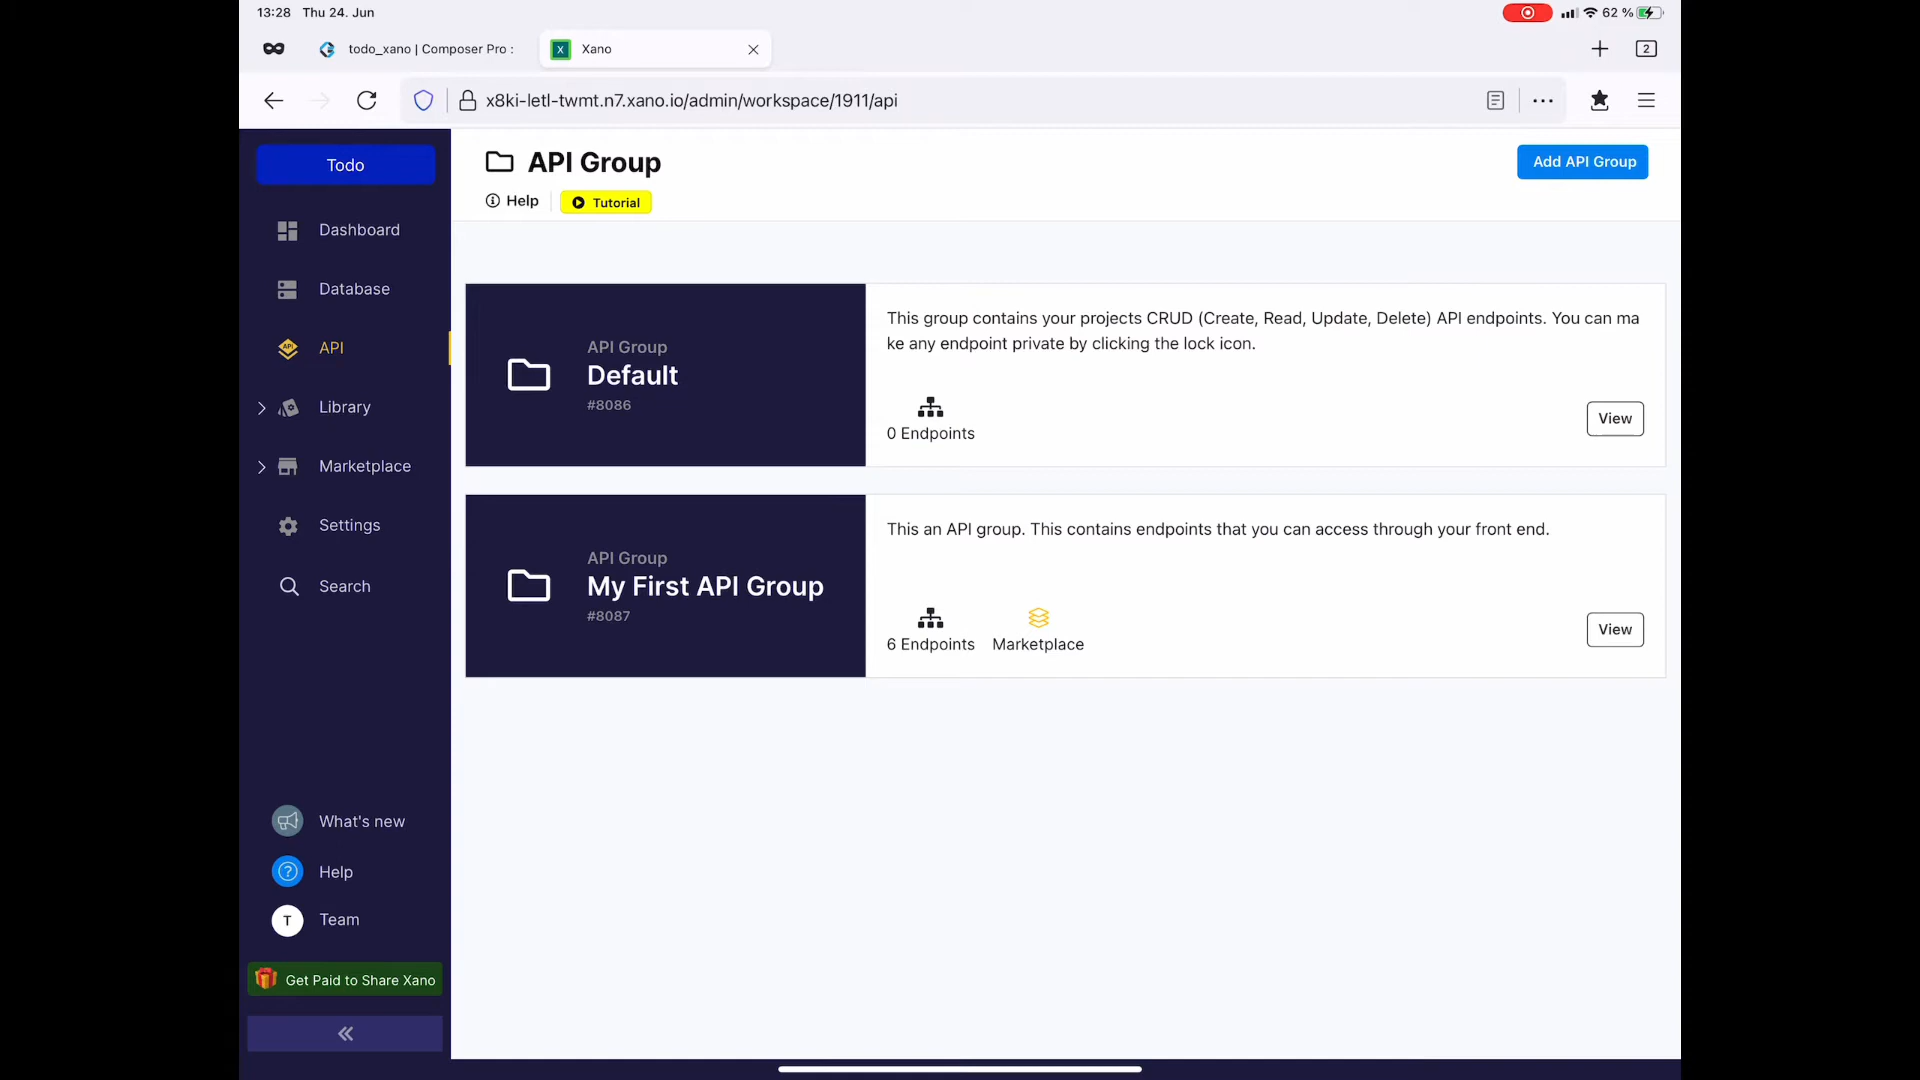 13:28 Thu 24. Jun
62 %
todo_xano | Composer Pro :
X Xano
2
x8ki-letl-twmt.n7.xano.io/admin/workspace/1911/api
Todo
API Group
Add API Group
Help
Tutorial
Dashboard
Database
API
Library
Marketplace
Settings
Search
API Group
Default
#8086
This group contains your projects CRUD (Create, Read, Update, Delete) API endpoints. You can ma
ke any endpoint private by clicking the lock icon.
0 Endpoints
View
API Group
My First API Group
#8087
This an API group. This contains endpoints that you can access through your front end.
6 Endpoints
Marketplace
View
What's new
Help
T Team
Get Paid to Share Xano